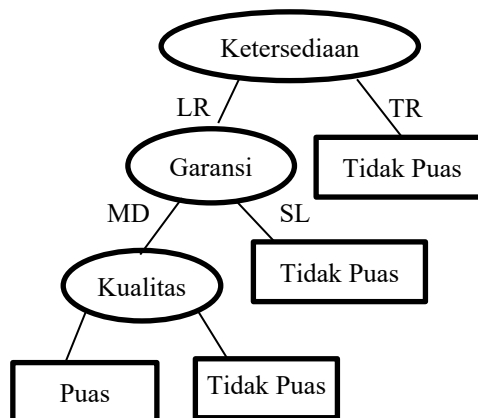 Ketersediaan
LR
TR
Garansi
Tidak Puas
MD
SL
Tidak Puas
Kualitas
Puas
Tidak Puas